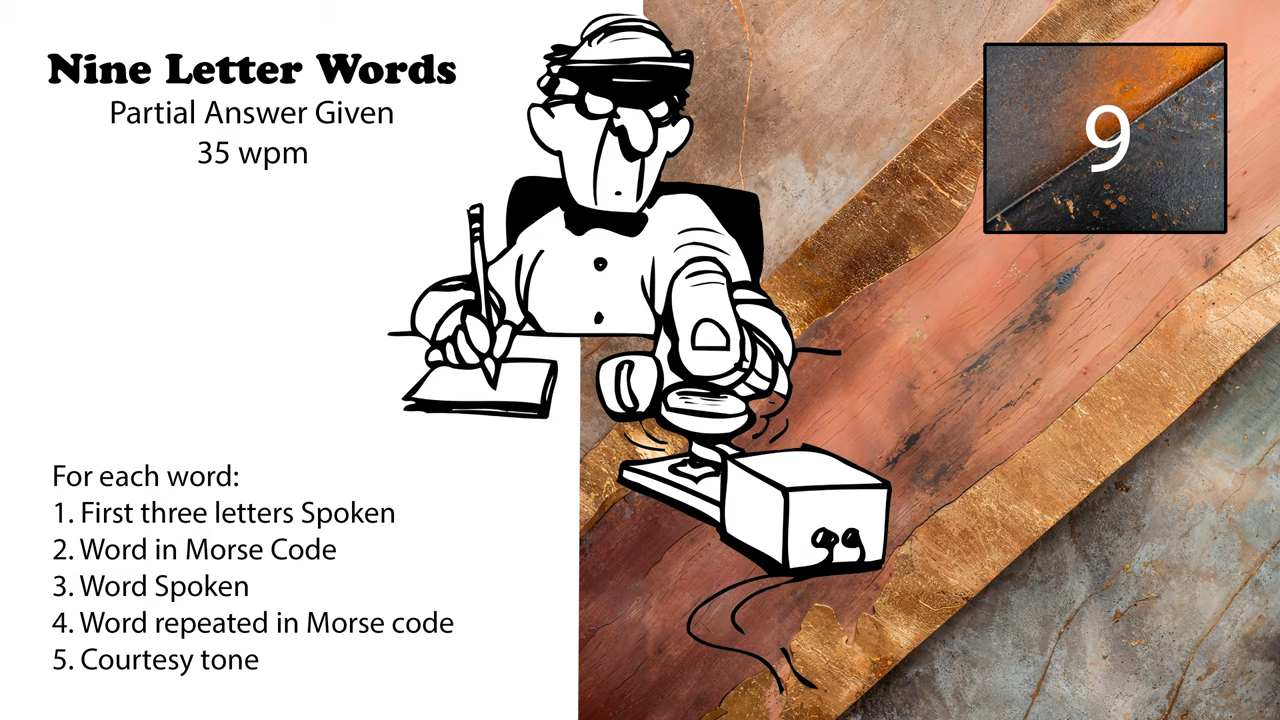 Nine Letter Words
Partial Answer Given
35 wpm
9
For each word:
1. First three letters Spoken
2. Word in Morse Code
3. Word Spoken
4. Word repeated in Morse code
5. Courtesy tone